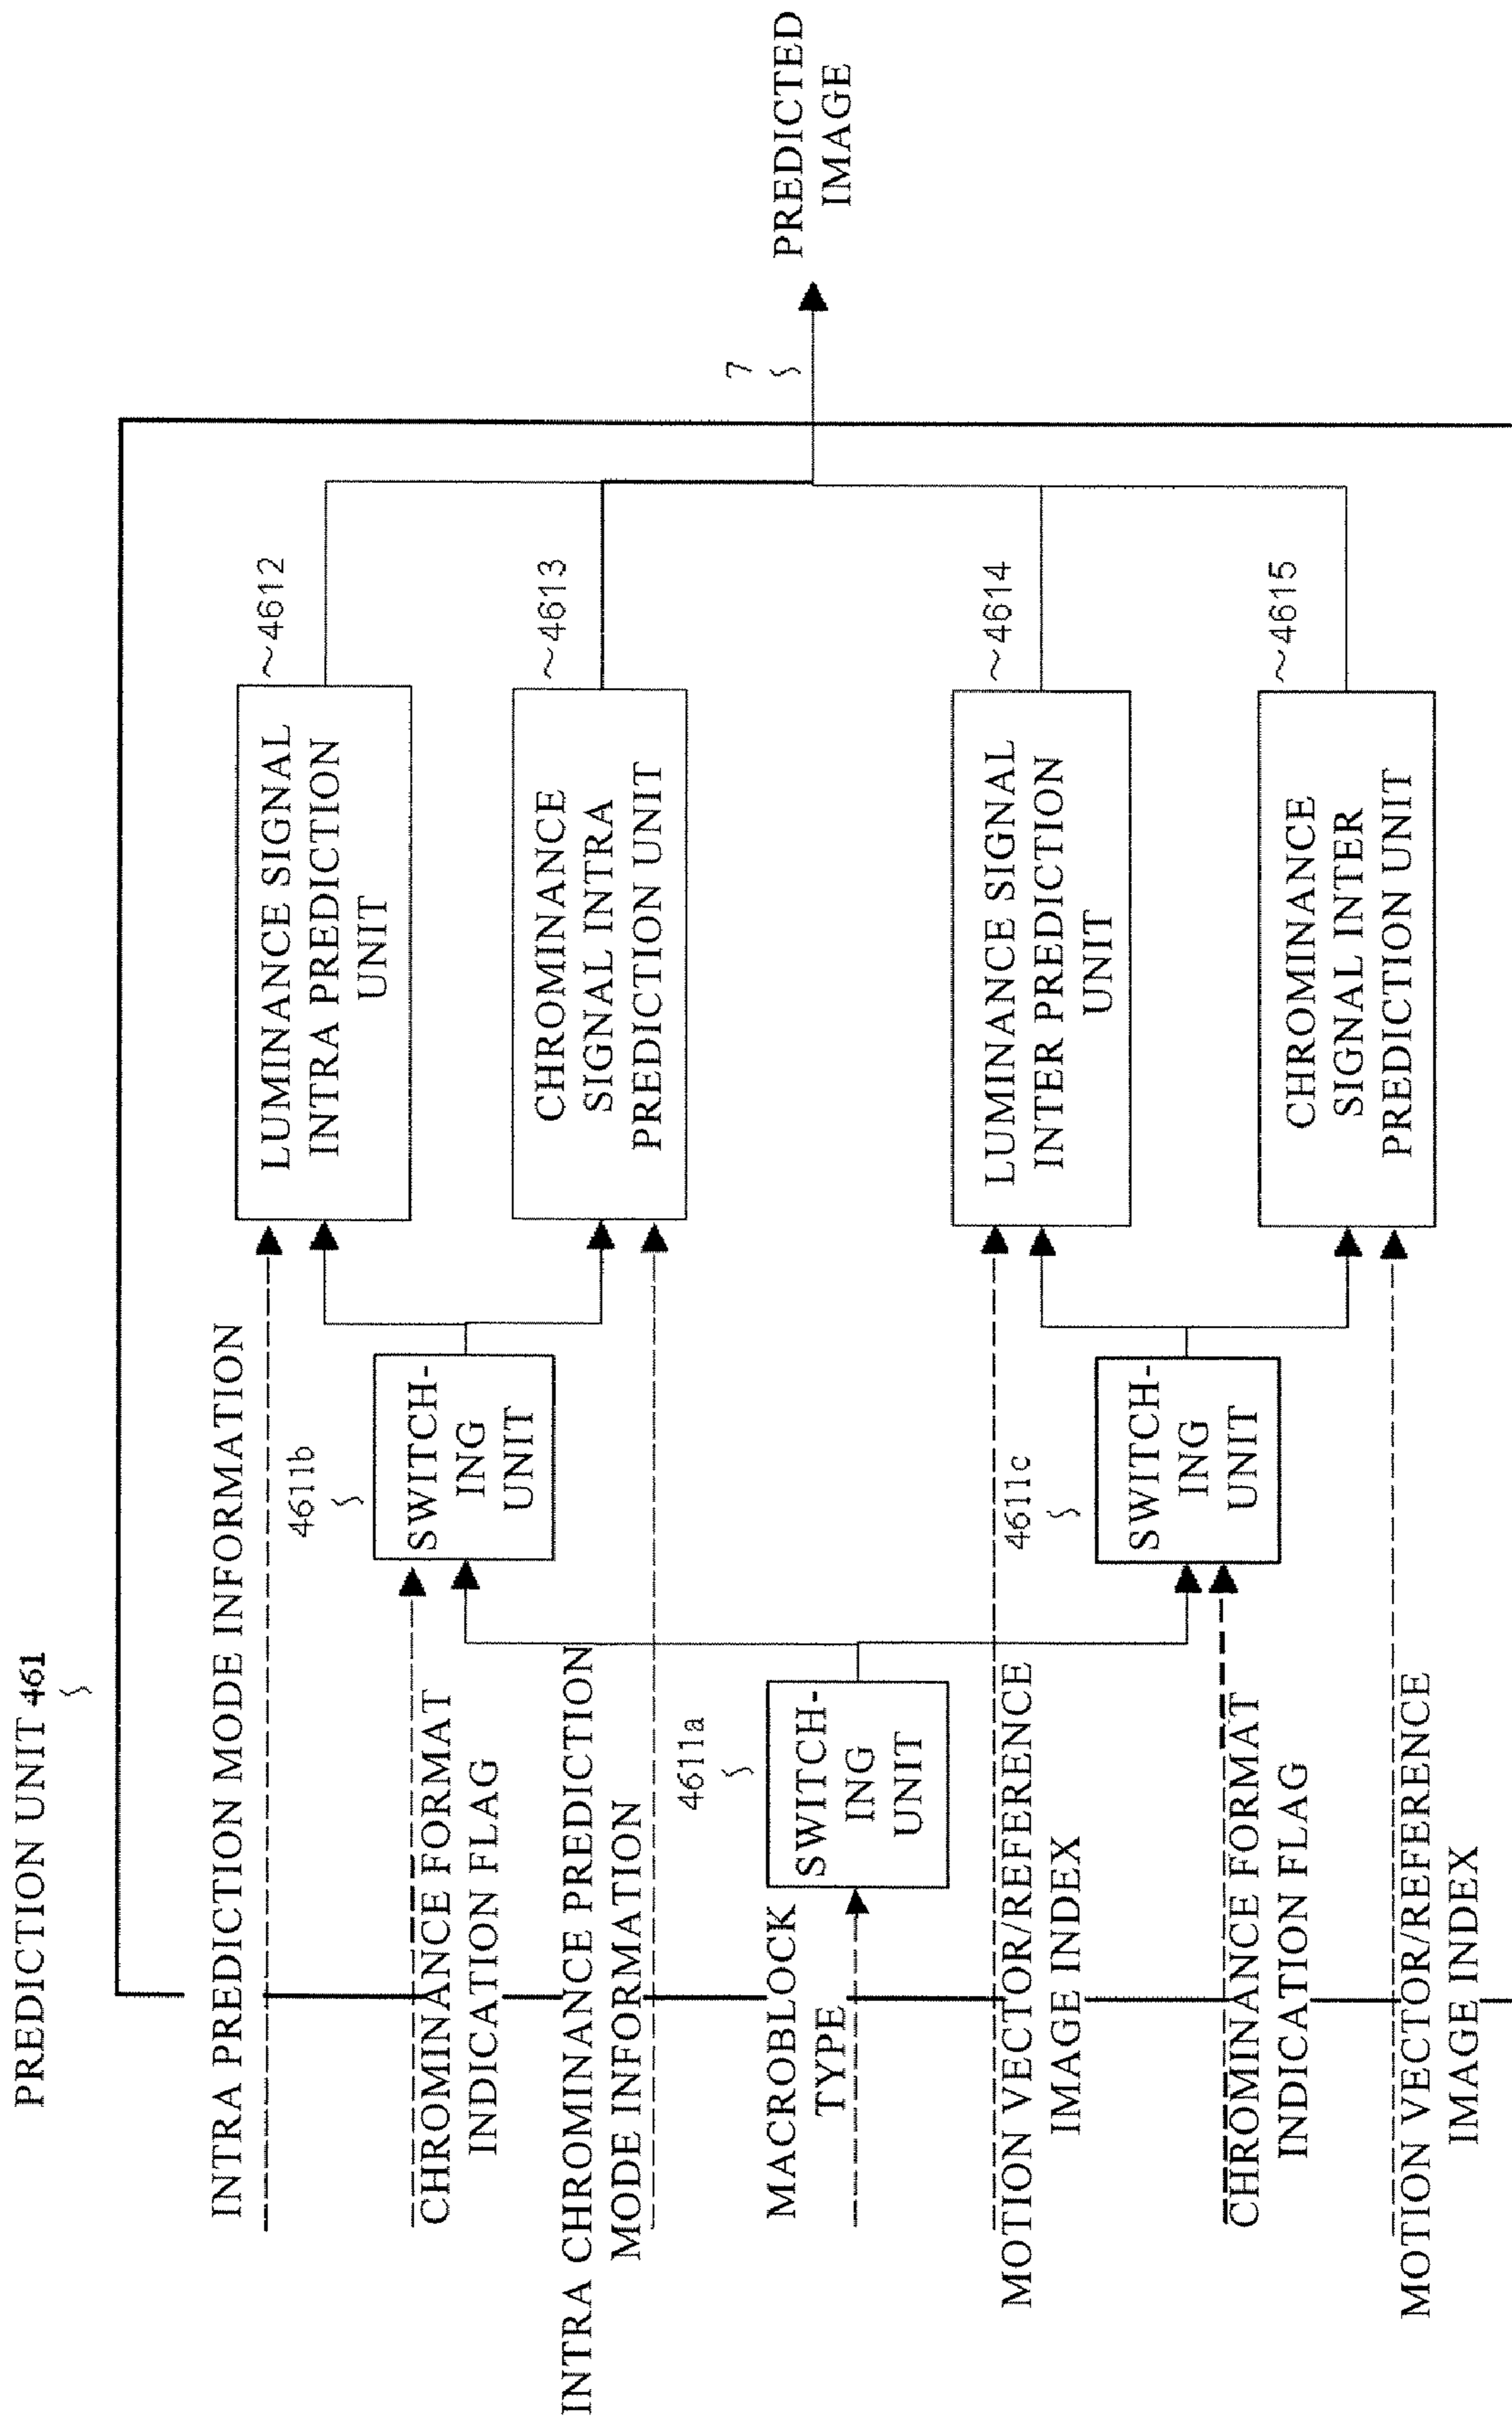 PREDICTION UNIT 461
INTRA PREDICTION MODE INFORMATION
CHROMINANCE FORMAT
INDICATION FLAG
INTRA CHROMINANCE PREDICTION
MODE INFORMATION
MACROBLOCK
TYPE
MOTION VECTOR/REFERENCE
IMAGE INDEX
CHROMINANCE FORMAT
INDICATION FLAG
MOTION VECTOR/REFERENCE
IMAGE INDEX
4611a
SWITCH-
ING
UNIT
4611b
SWITCH-
ING
UNIT
4611c
SWITCH-
ING
UNIT
LUMINANCE SIGNAL
INTRA PREDICTION
UNIT
~4612
CHROMINANCE
SIGNAL INTRA
PREDICTION UNIT
~4613
LUMINANCE SIGNAL
INTER PREDICTION
UNIT
~4614
CHROMINANCE
SIGNAL INTER
PREDICTION UNIT
~4615
7
PREDICTED
IMAGE